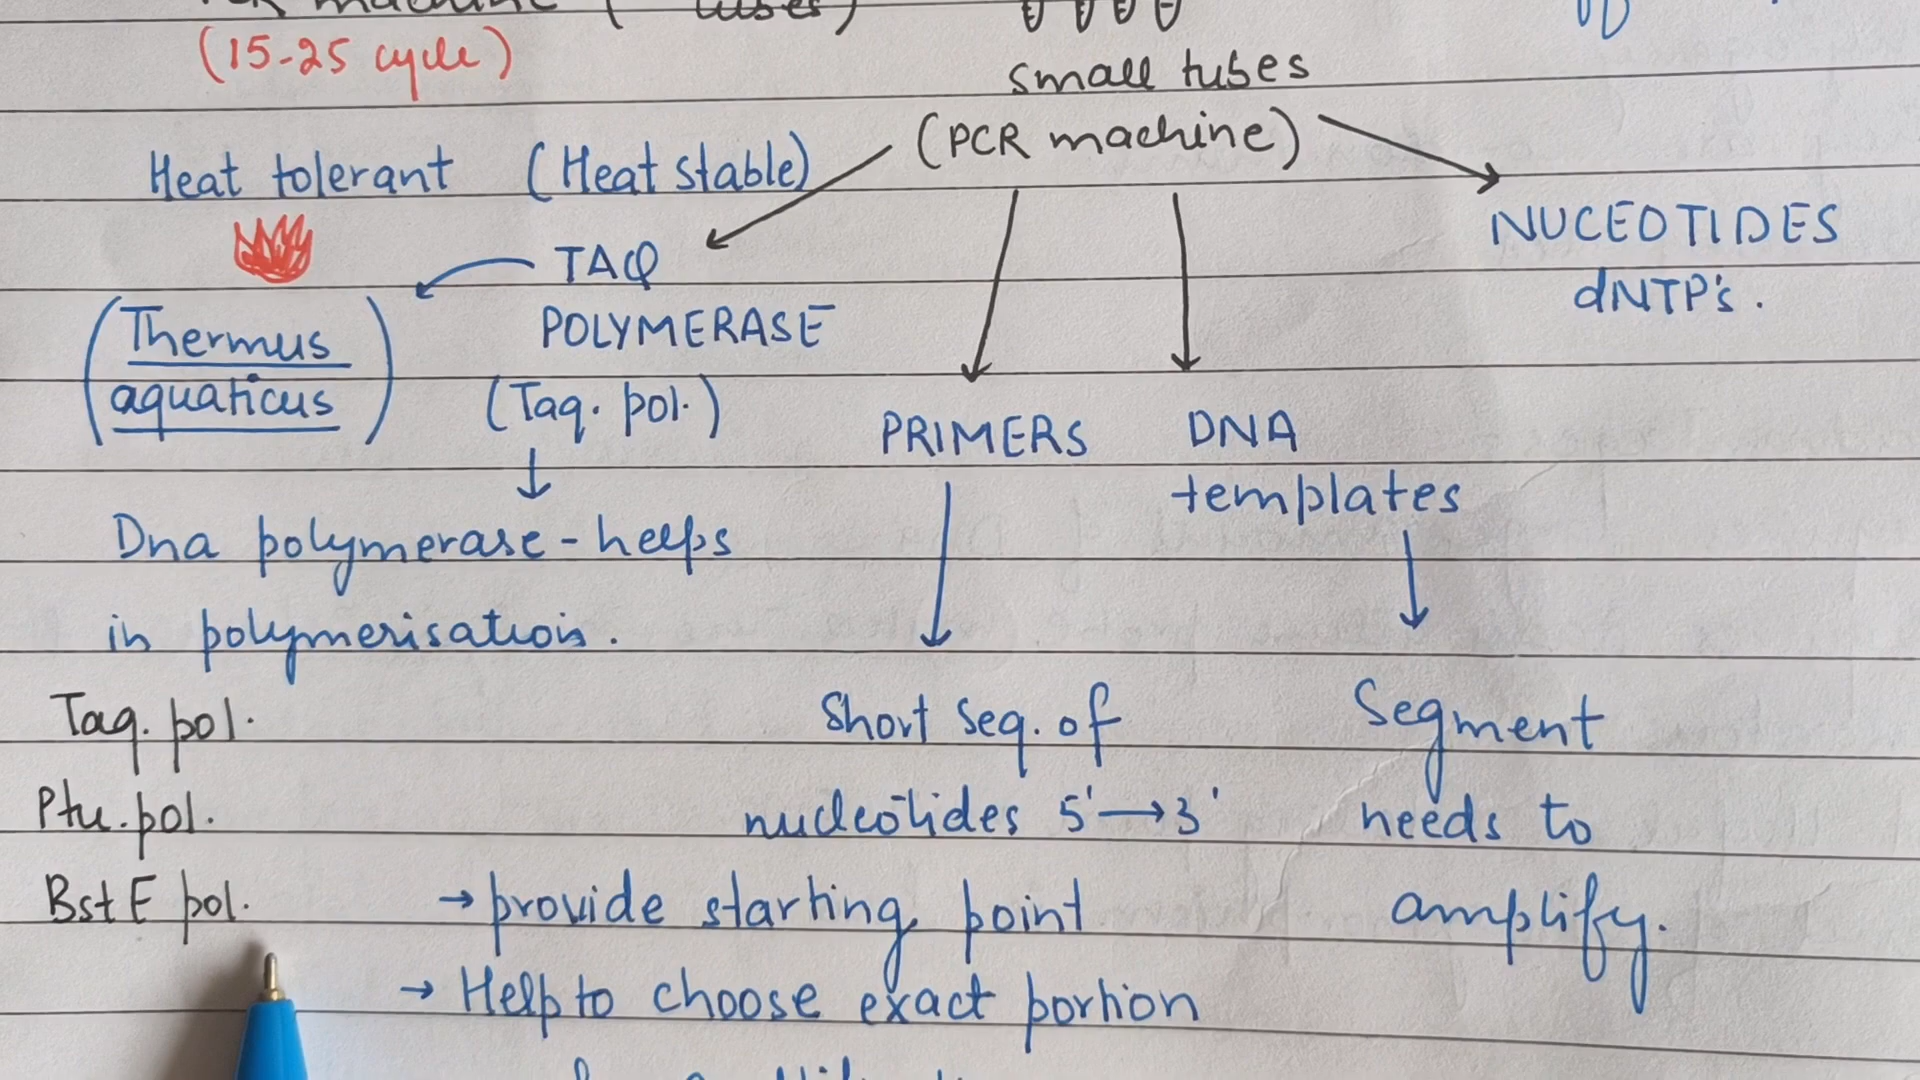 (15-25 cycle)
small tubes
(PCR machine)
Heat tolerant (Heat stable)
TAQ
POLYMERASE
(Taq. pol.)
(Thermus
aquaticus)
NUCEOTIDES
dNTP's.
PRIMERS
DNA
templates
Dna polymerase - helps
in polymerisation.
Taq. pol.
Pfu. pol.
Bst E pol.
Short seq. of
nucleotides 5' → 3'
→ provide starting point
→ Help to choose exact portion
Segment
needs to
amplify.